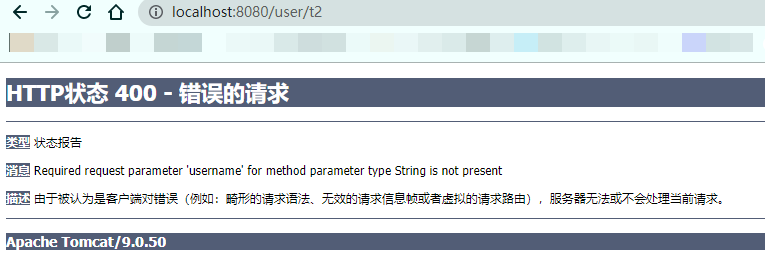 localhost:8080/user/t2
HTTP状态 400 - 错误的请求
类型 状态报告
消息 Required request parameter 'username' for method parameter type String is not present
描述 由于被认为是客户端对错误（例如：畸形的请求语法、无效的请求信息帧或者虚拟的请求路由），服务器无法或不会处理当前请求。
Apache Tomcat/9.0.50